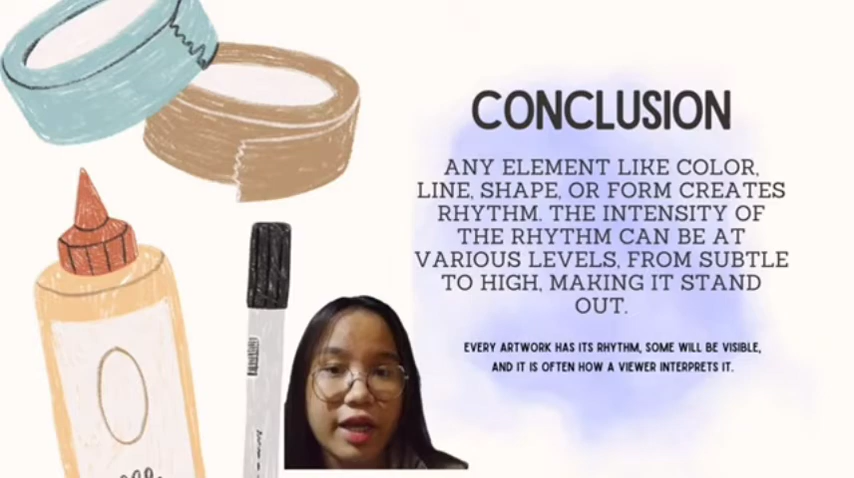 CONCLUSION
ANY ELEMENT LIKE COLOR,
LINE, SHAPE, OR FORM CREATES
RHYTHM. THE INTENSITY OF
THE RHYTHM CAN BE AT
VARIOUS LEVELS, FROM SUBTLE
TO HIGH, MAKING IT STAND
OUT.
EVERY ARTWORK HAS ITS RHYTHM, SOME WILL BE VISIBLE,
AND IT IS OFTEN HOW A VIEWER INTERPRETS IT.